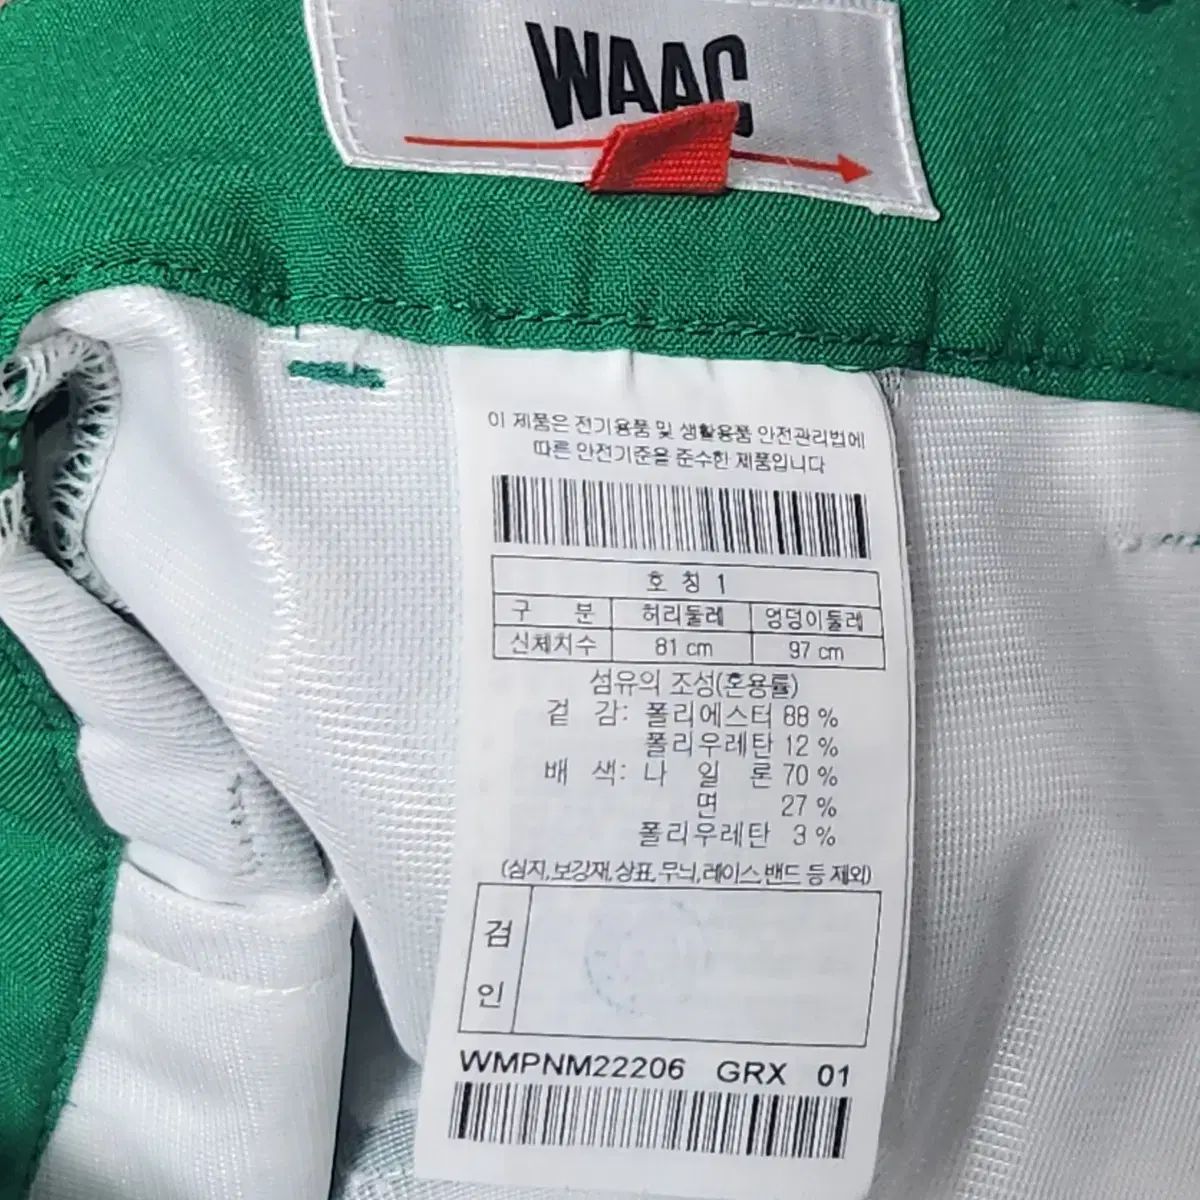 WAAC
이 제품은 전기용품 및 생활용품 안전관리법에
따른 안전기준을 준수한 제품입니다
호 칭 1
구 분 허리둘레 엉덩이둘레
신체치수 81 cm 97 cm
섬유의 조성(혼용률)
겉 감: 폴리에스터 88 %
폴리우레탄 12 %
배 색: 나 일 론 70 %
면 27 %
폴리우레탄 3 %
(심지,보강재,상표,무늬,레이스,밴드 등 제외)
검
인
WMPNM22206 GRX 01